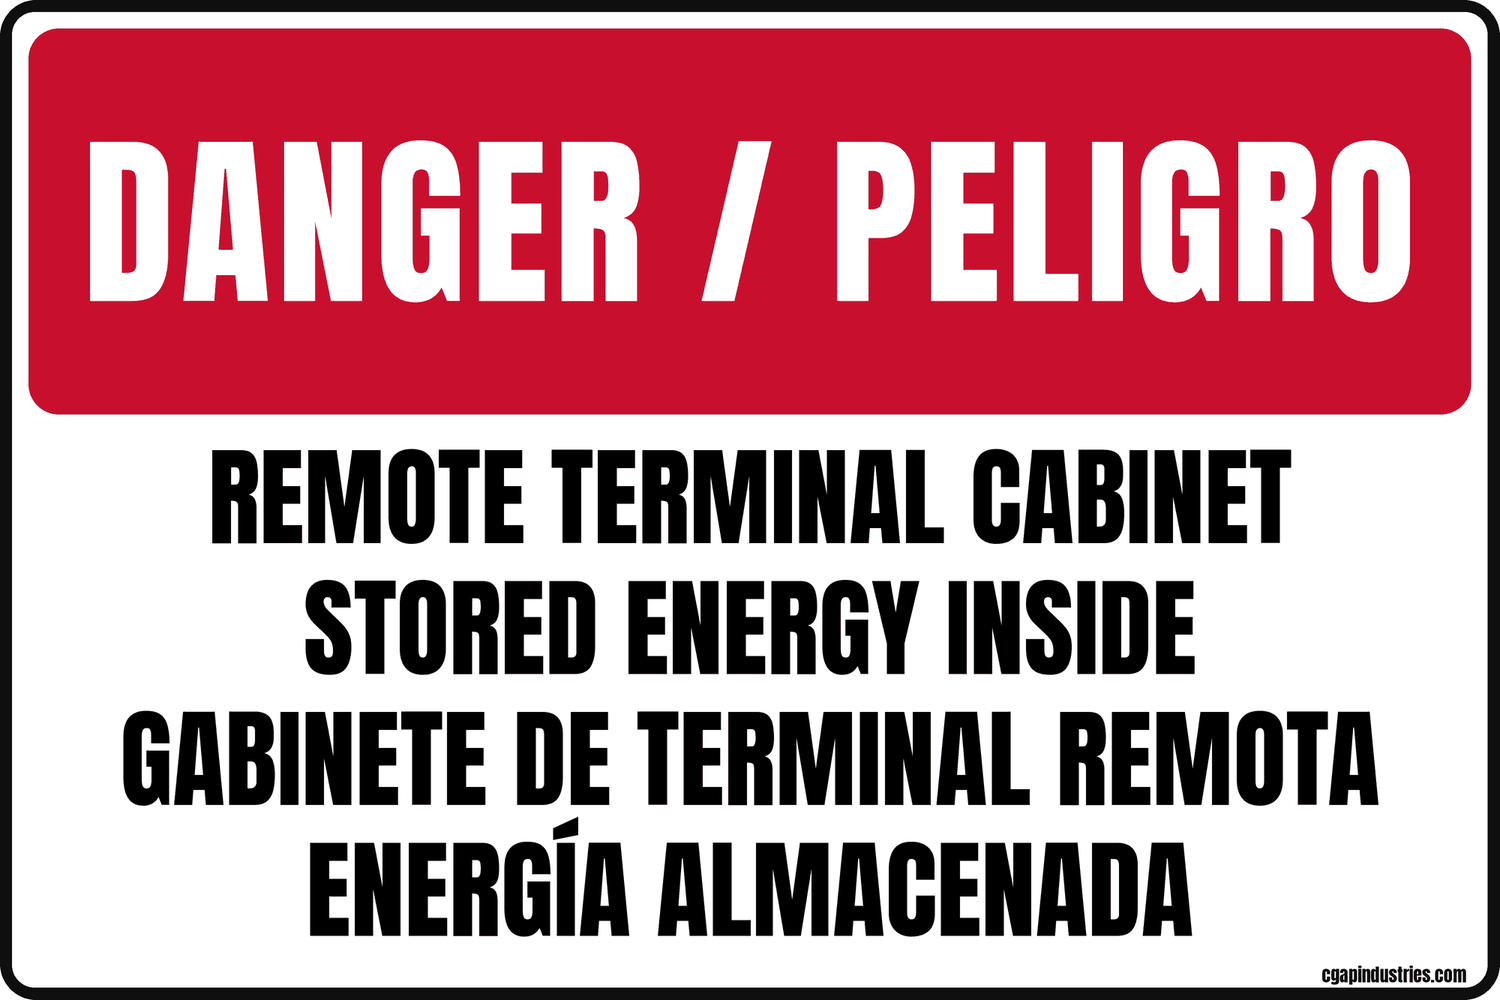 DANGER / PELIGRO
REMOTE TERMINAL CABINET
STORED ENERGY INSIDE
GABINETE DE TERMINAL REMOTA
ENERGÍA ALMACENADA
cgapindustries.com